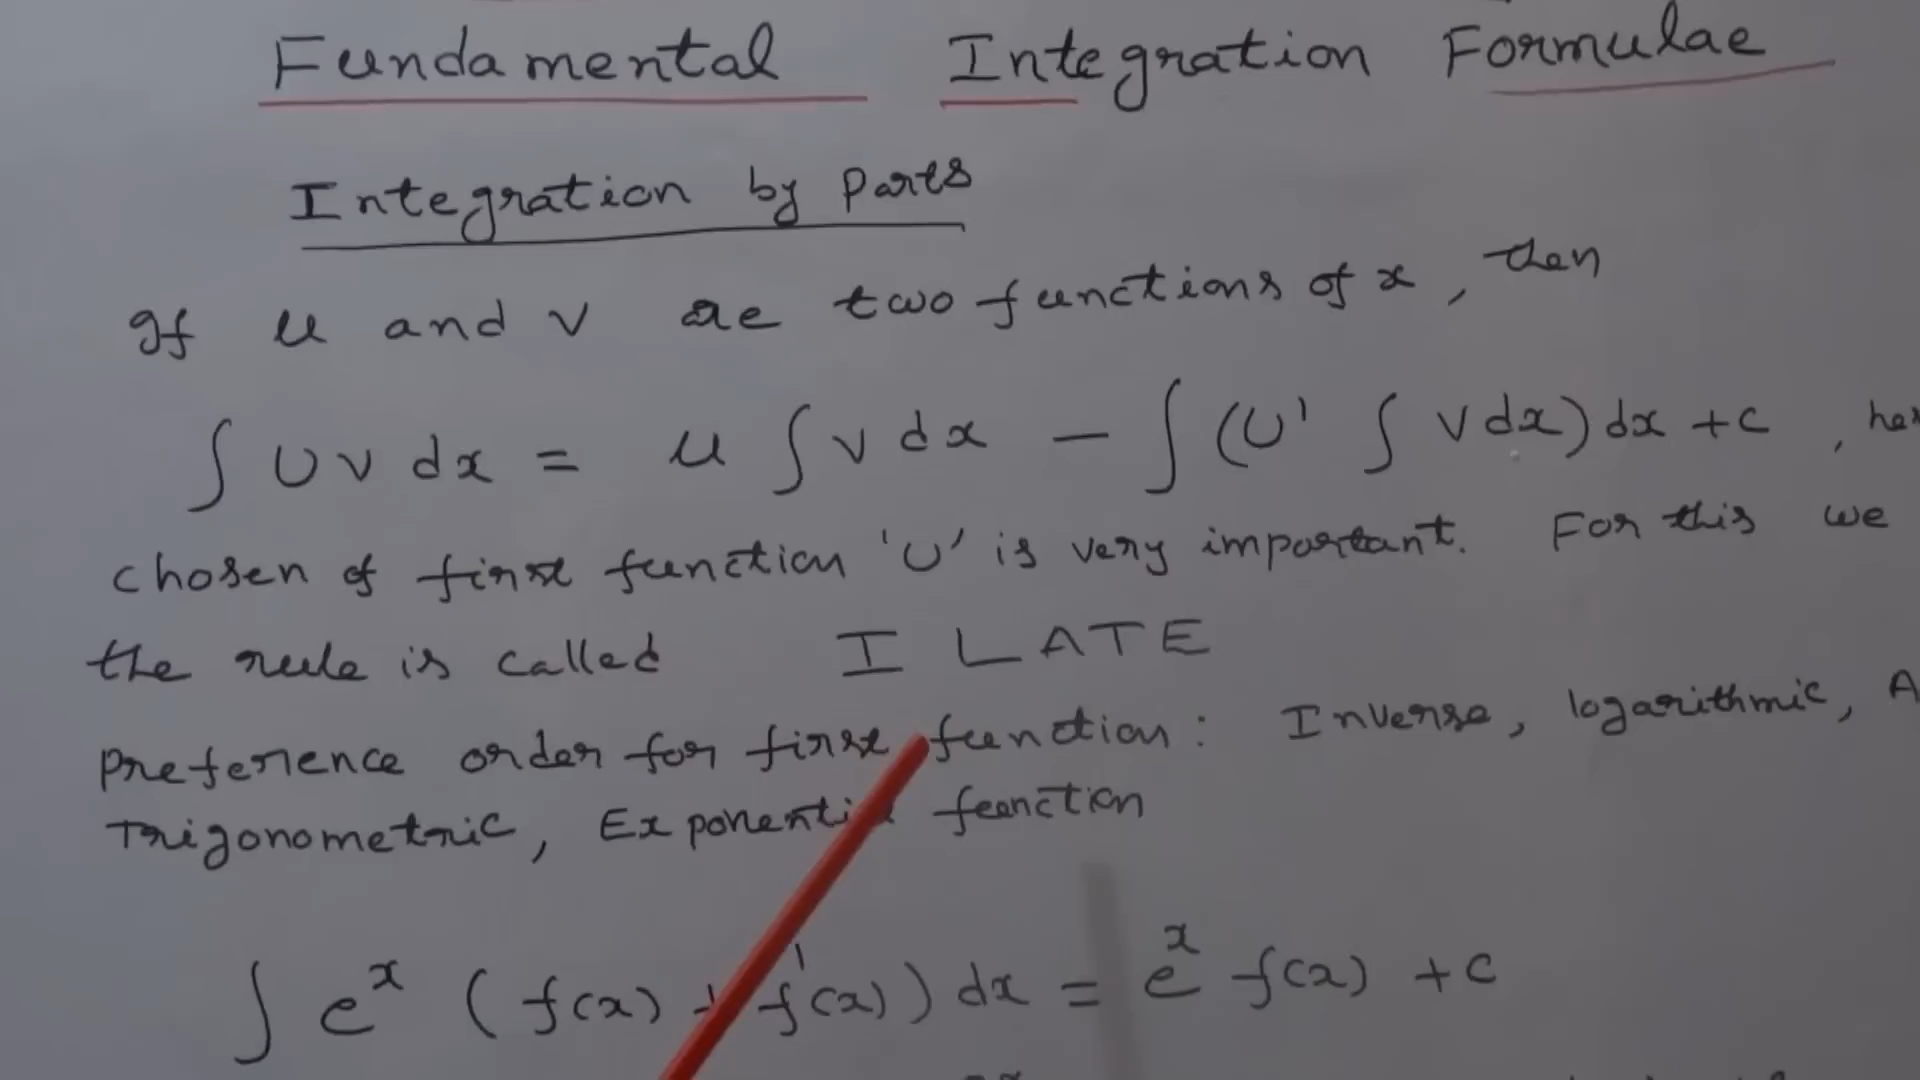 Fundamental Integration Formulae
Integration by Parts
If u and v are two functions of x, then
∫ U V dx = u ∫ v dx − ∫ (U' ∫ V dx) dx + c ,
chosen of first function 'U' is very important. For this we
the rule is called I LATE
Preference order for first function: Inverse, logarithmic, A
Trigonometric, Exponential function
∫ e^x ( f(x) + f'(x) ) dx = e^x f(x) + c